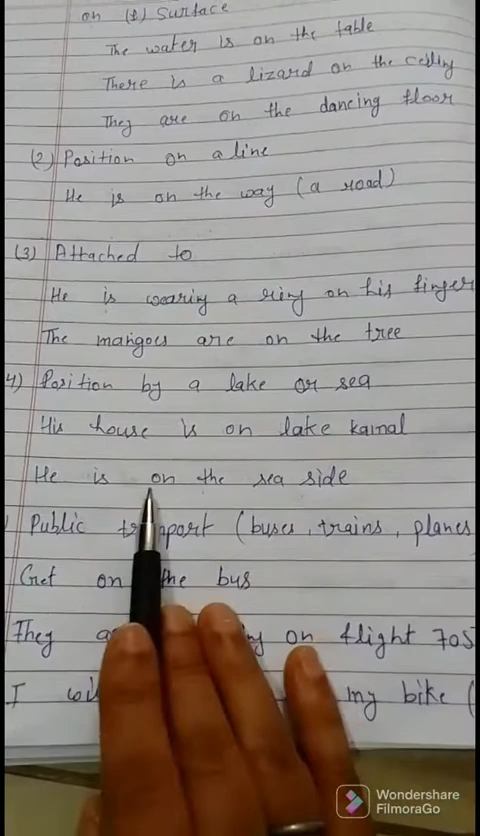 on (1) Surface
The water is on the table
There is a lizard on the ceiling
They are on the dancing floor
(2) Position on a line
He is on the way (a road)
(3) Attached to
He is wearing a ring on his finger
The mangoes are on the tree
4) Position by a lake or sea
His house is on lake kamal
He is on the sea side
Public port (buses, trains, planes
Get on the bus
They on flight 705
I my bike (
Wondershare
FilmoraGo